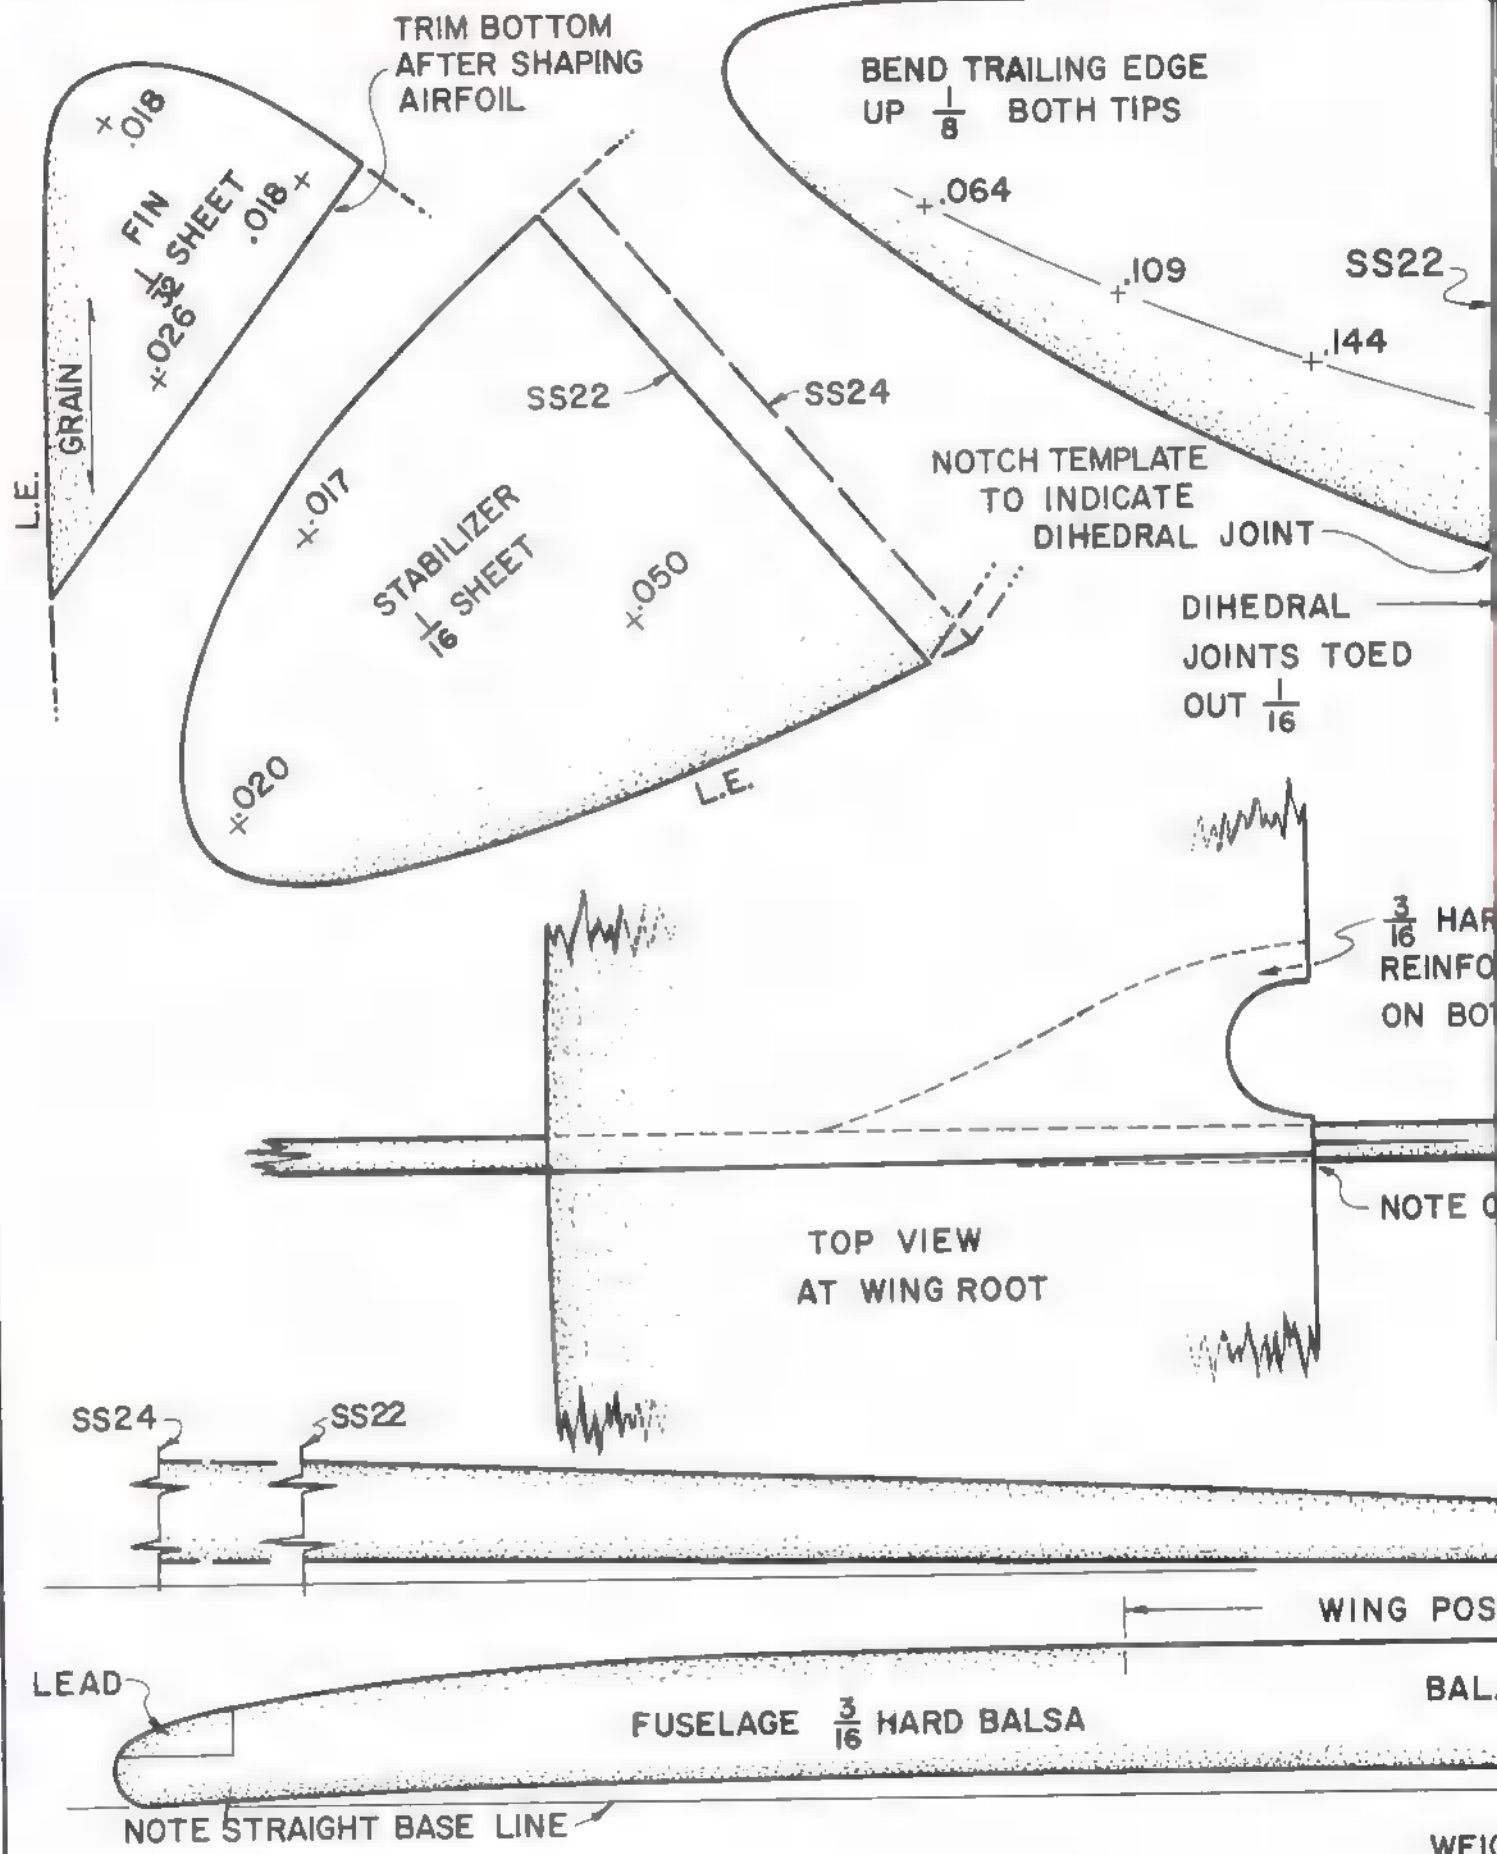 TRIM BOTTOM
AFTER SHAPING
AIRFOIL
.018
.018
FIN
1/32 SHEET
.026
GRAIN
L.E.
BEND TRAILING EDGE
UP 1/8 BOTH TIPS
.064
.109
.144
SS22
SS22
SS24
NOTCH TEMPLATE
TO INDICATE
DIHEDRAL JOINT
.017
STABILIZER
1/16 SHEET
.050
.020
L.E.
DIHEDRAL
JOINTS TOED
OUT 1/16
3/16 HAR
REINFO
ON BOT
NOTE
TOP VIEW
AT WING ROOT
SS24
SS22
WING POS
LEAD
FUSELAGE 3/16 HARD BALSA
BAL
NOTE STRAIGHT BASE LINE